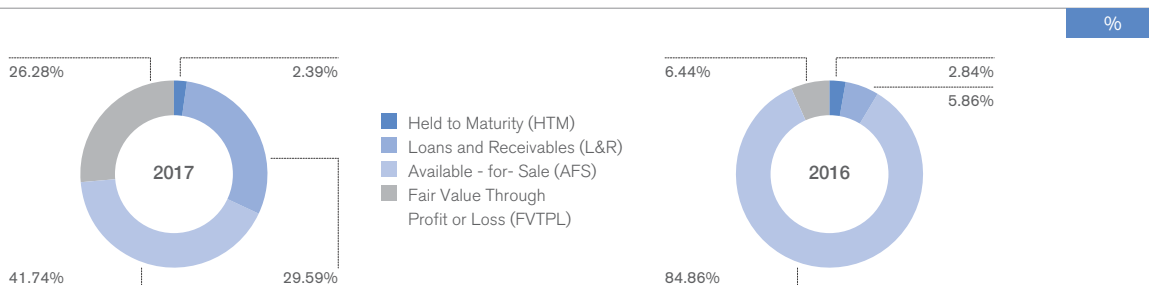 %
26.28%
2.39%
2017
41.74%
29.59%
Held to Maturity (HTM)
Loans and Receivables (L&R)
Available - for- Sale (AFS)
Fair Value Through
Profit or Loss (FVTPL)
6.44%
2.84%
5.86%
2016
84.86%